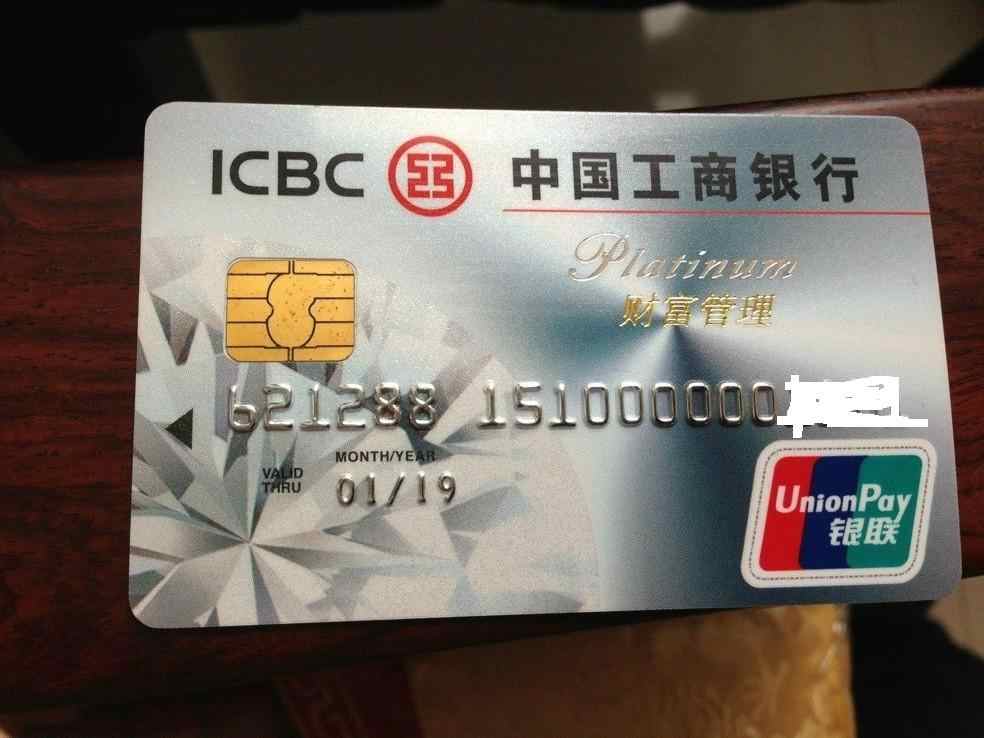 ICBC 中国工商银行
Platinum
财富管理
621288 151000000
MONTH/YEAR
VALID THRU 01/19
UnionPay
银联